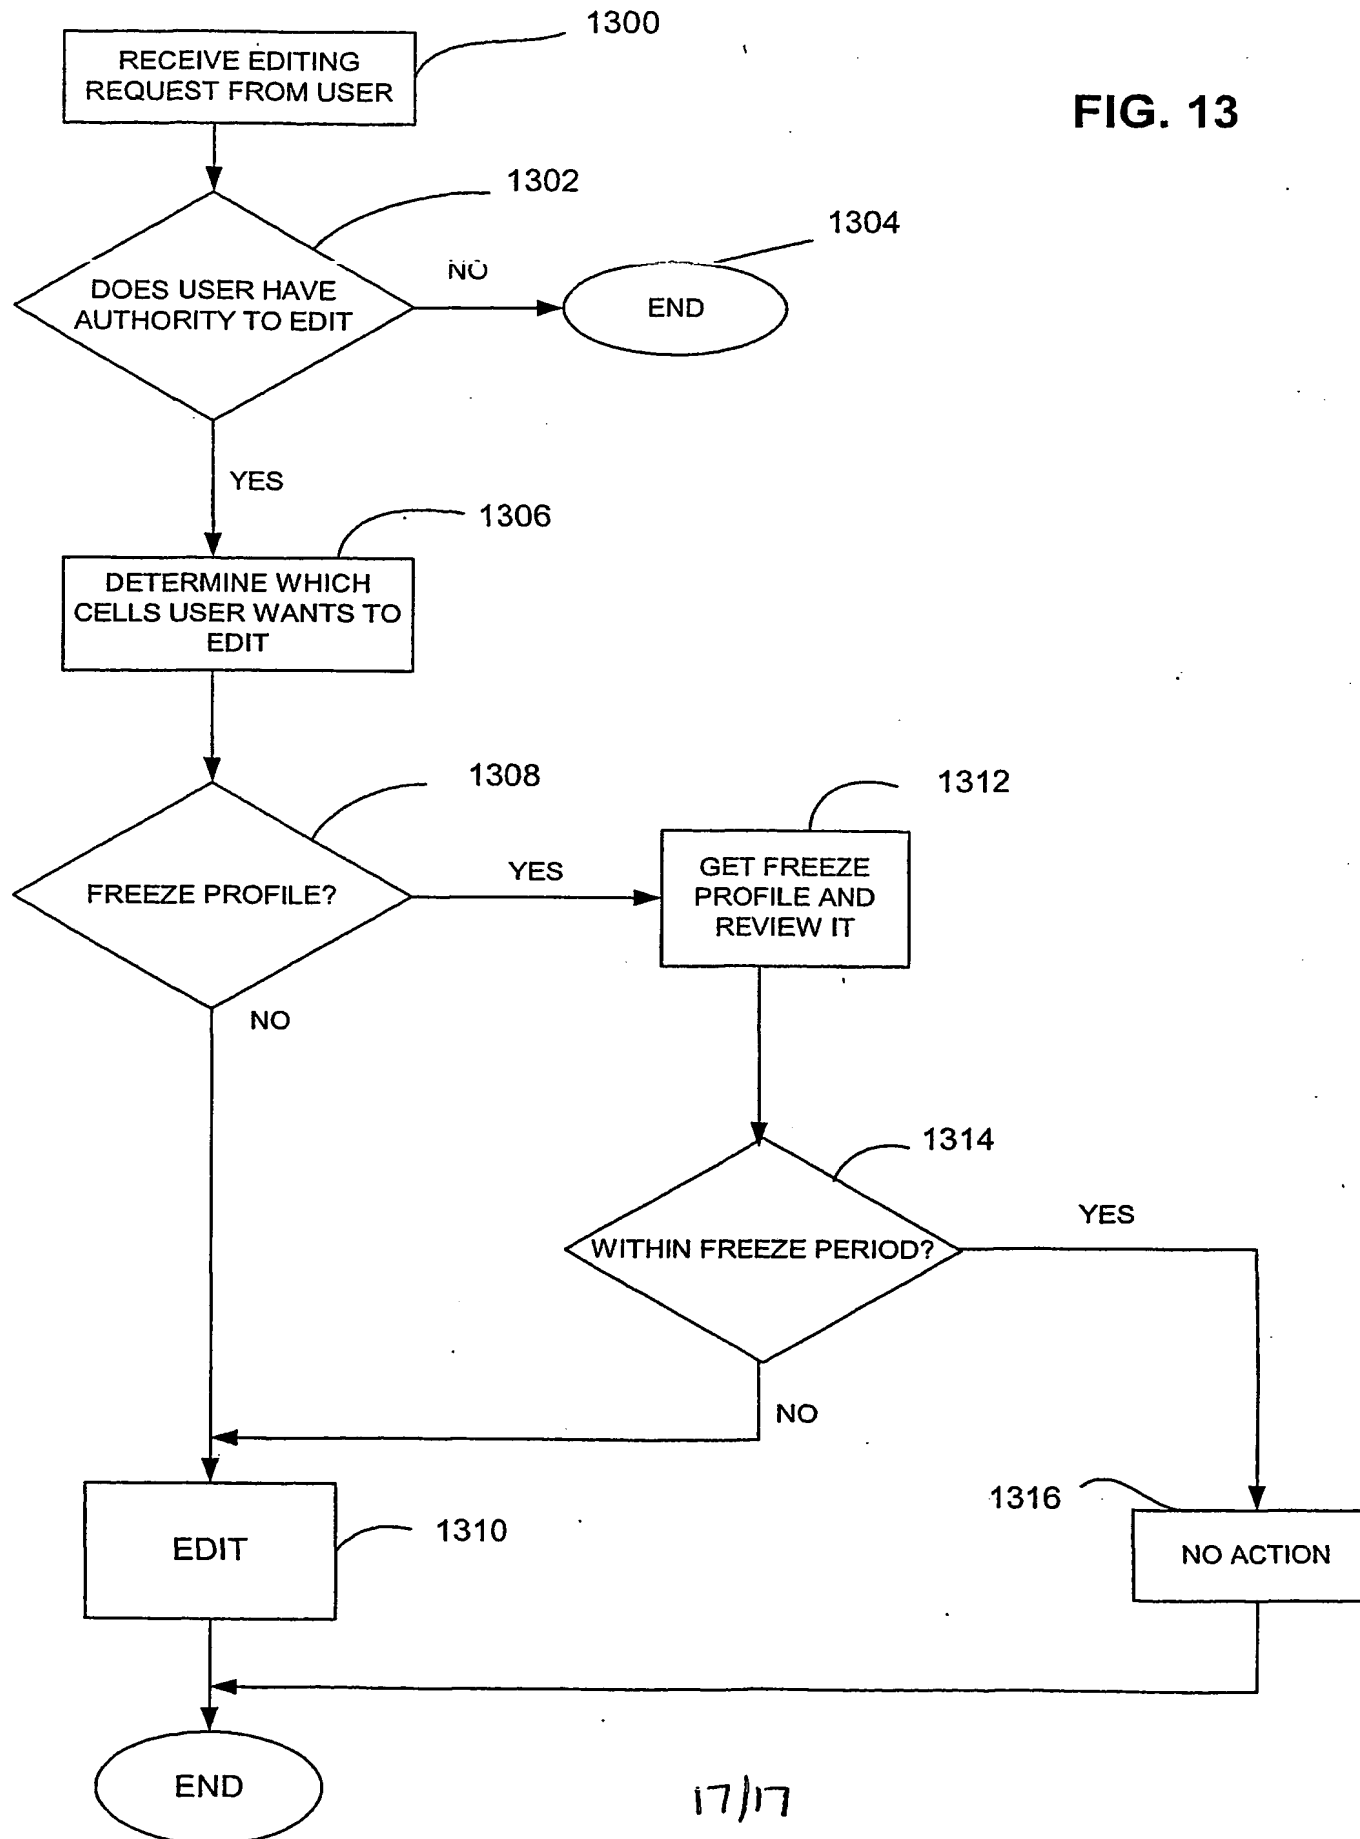 1300
RECEIVE EDITING
REQUEST FROM USER
FIG. 13
1302
1304
DOES USER HAVE
AUTHORITY TO EDIT
NO
END
YES
1306
DETERMINE WHICH
CELLS USER WANTS TO
EDIT
1308
1312
FREEZE PROFILE?
YES
GET FREEZE
PROFILE AND
REVIEW IT
NO
1314
WITHIN FREEZE PERIOD?
YES
NO
1316
EDIT
1310
NO ACTION
END
17/17